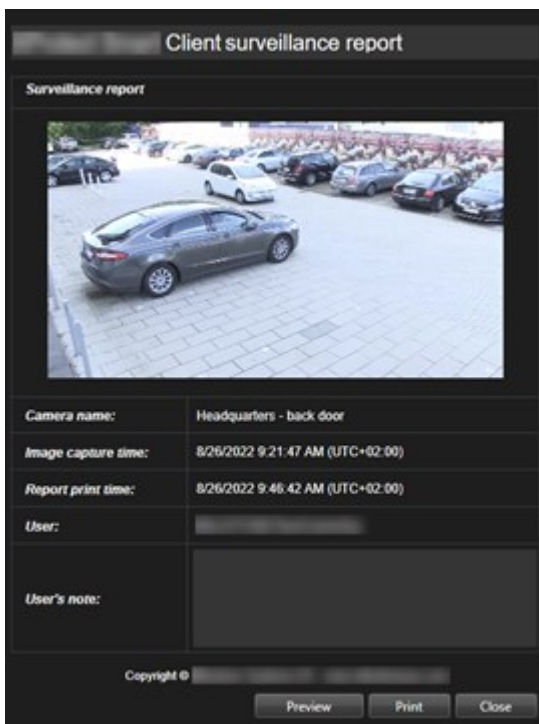 Client surveillance report
Surveillance report
Camera name: Headquarters - back door
Image capture time: 8/26/2022 9:21:47 AM (UTC+02:00)
Report print time: 8/26/2022 9:46:42 AM (UTC+02:00)
User:
User's note:
Copyright ©
Preview Print Close